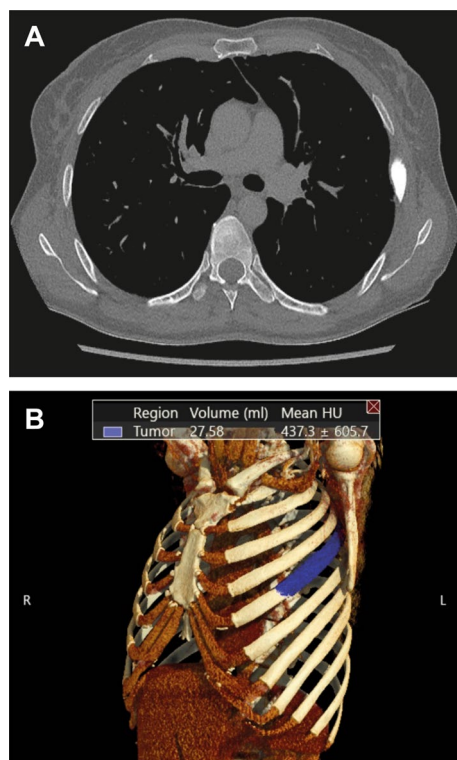 A
B
Region Volume (ml) Mean HU
Tumor 27,58 437.3 ± 605.7
R L